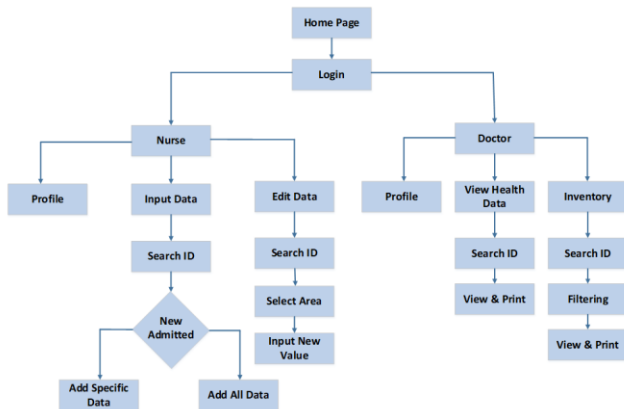 Home Page
Login
Nurse
Doctor
Profile
Input Data
Edit Data
Profile
View Health
Data
Inventory
Search ID
Search ID
Search ID
Search ID
Select Area
View & Print
Filtering
New
Admitted
Input New
Value
View & Print
Add Specific
Data
Add All Data